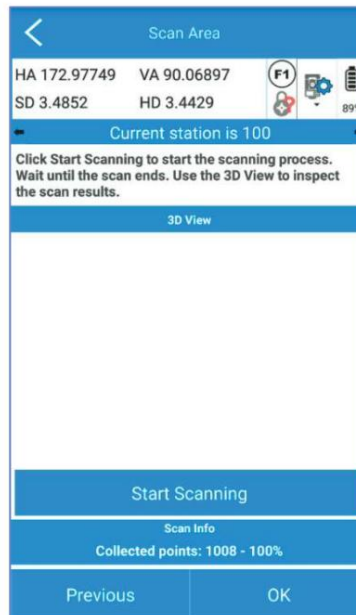 Scan Area
HA 172.97749 VA 90.06897
SD 3.4852 HD 3.4429
F1
89%
Current station is 100
Click Start Scanning to start the scanning process.
Wait until the scan ends. Use the 3D View to inspect
the scan results.
3D View
Start Scanning
Scan Info
Collected points: 1008 - 100%
Previous OK